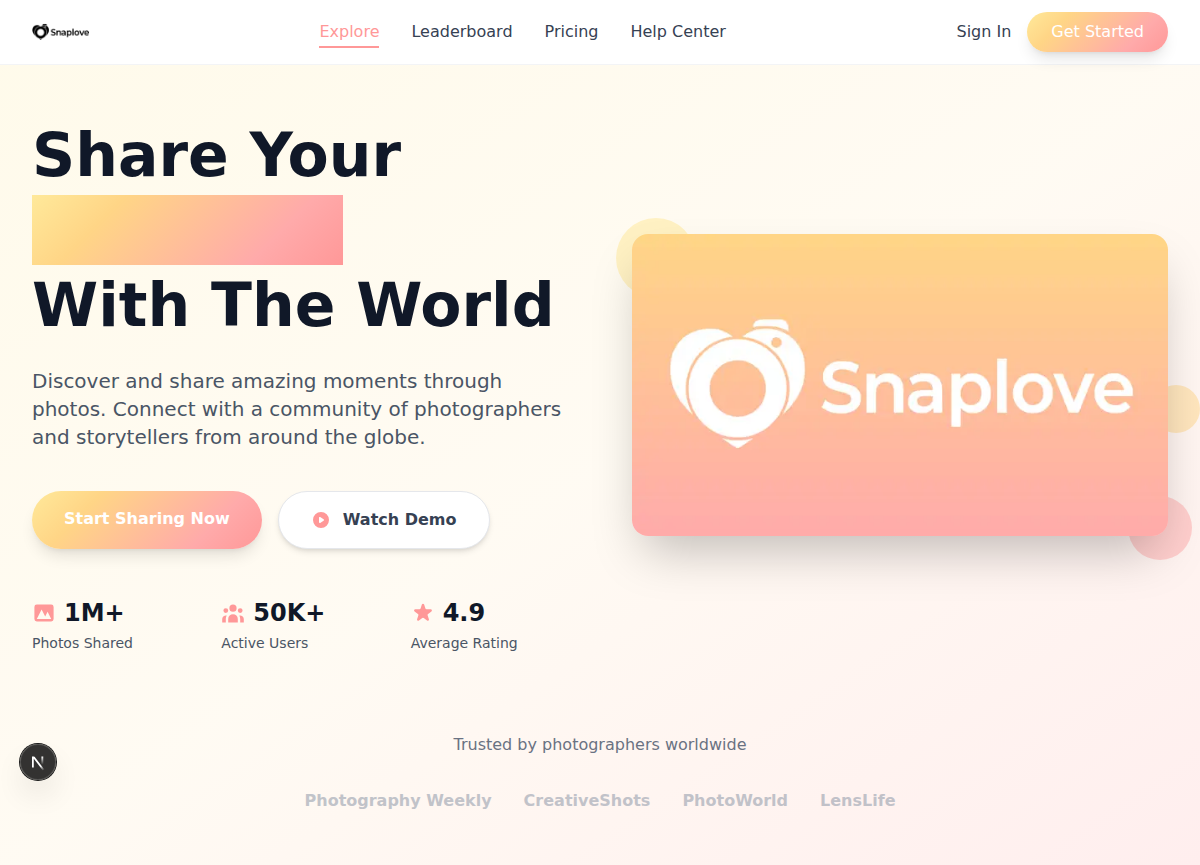 Snaplove
Explore
Leaderboard
Pricing
Help Center
Sign In
Get Started
Share Your
With The World
Discover and share amazing moments through
photos. Connect with a community of photographers
and storytellers from around the globe.
Start Sharing Now
Watch Demo
1M+
Photos Shared
50K+
Active Users
4.9
Average Rating
Snaplove
Trusted by photographers worldwide
Photography Weekly
CreativeShots
PhotoWorld
LensLife
N